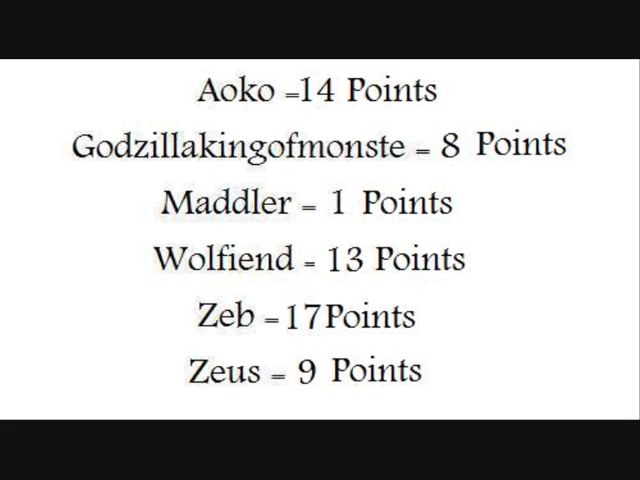 Aoko =14 Points
Godzillakingofmonste = 8 Points
Maddler = 1 Points
Wolfiend = 13 Points
Zeb =17Points
Zeus = 9 Points